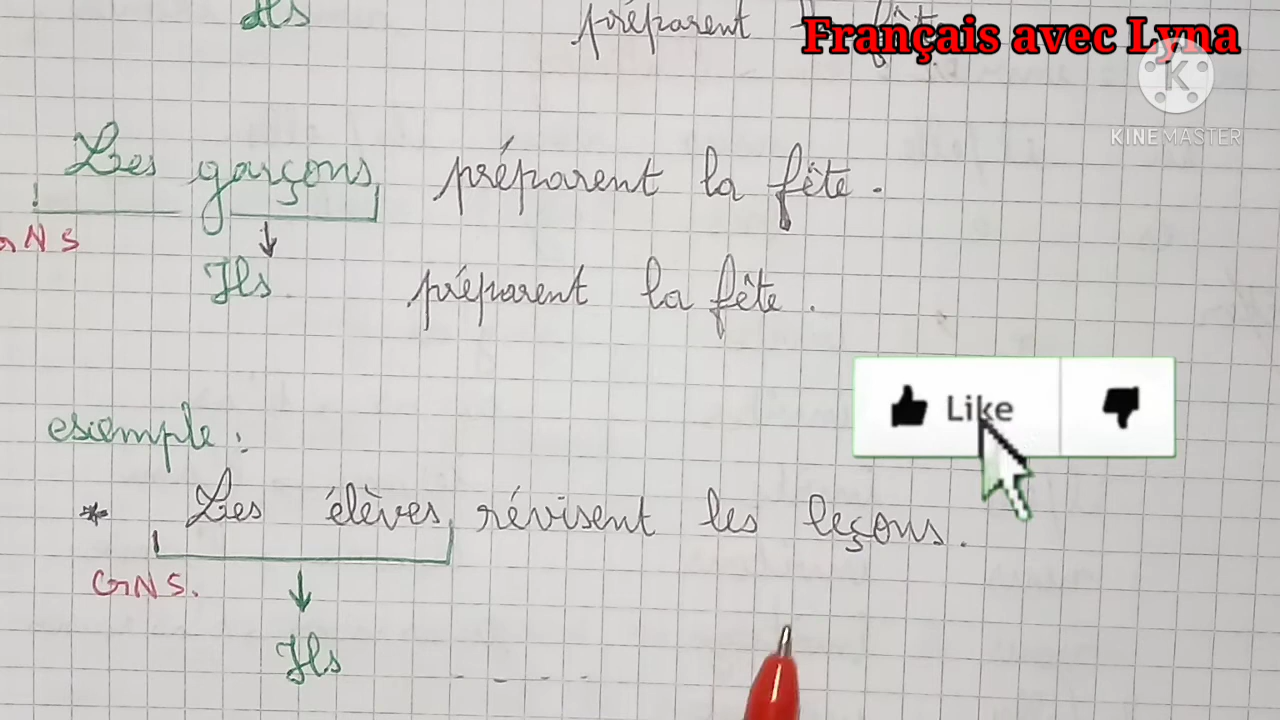 Ils préparent la fête.
Français avec Lyna
K
KINEMASTER
Les garçons préparent la fête.
GNS
Ils préparent la fête.
Like
exemple :
* Les élèves révisent les leçons.
GNS.
Ils - - - -